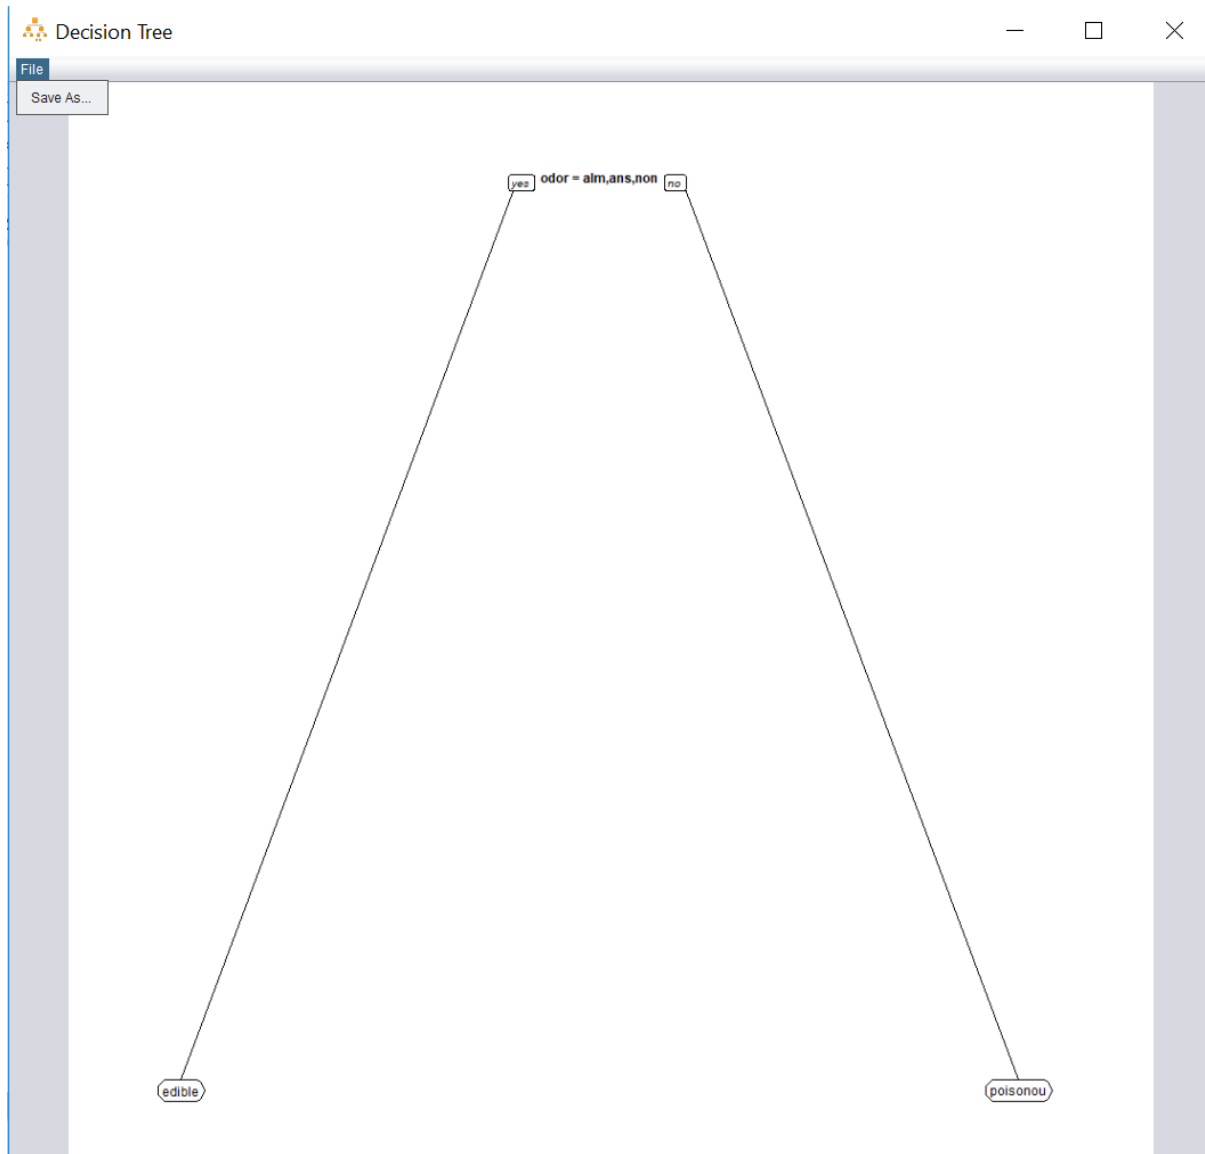 Decision Tree
File
Save As...
yes odor = alm,ans,non no
edible
poisonou